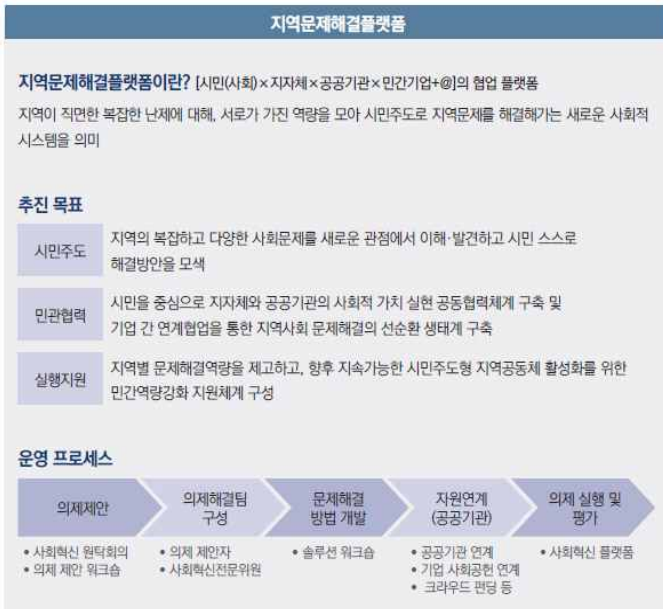 지역문제해결플랫폼
지역문제해결플랫폼이란? [시민(사회)×지자체×공공기관×민간기업+@]의 협업 플랫폼
지역이 직면한 복잡한 난제에 대해, 서로가 가진 역량을 모아 시민주도로 지역문제를 해결해가는 새로운 사회적
시스템을 의미
추진 목표
시민주도
지역의 복잡하고 다양한 사회문제를 새로운 관점에서 이해·발견하고 시민 스스로
해결방안을 모색
민관협력
시민을 중심으로 지자체와 공공기관의 사회적 가치 실현 공동협력체계 구축 및
기업 간 연계협업을 통한 지역사회 문제해결의 선순환 생태계 구축
실행지원
지역별 문제해결역량을 제고하고, 향후 지속가능한 시민주도형 지역공동체 활성화를 위한
민간역량강화 지원체계 구성
운영 프로세스
의제제안
• 사회혁신 원탁회의
• 의제 제안 워크숍
의제해결팀
구성
• 의제 제안자
• 사회혁신전문위원
문제해결
방법 개발
• 솔루션 워크숍
자원연계
(공공기관)
• 공공기관 연계
• 기업 사회공헌 연계
• 크라우드 펀딩 등
의제 실행 및
평가
• 사회혁신 플랫폼